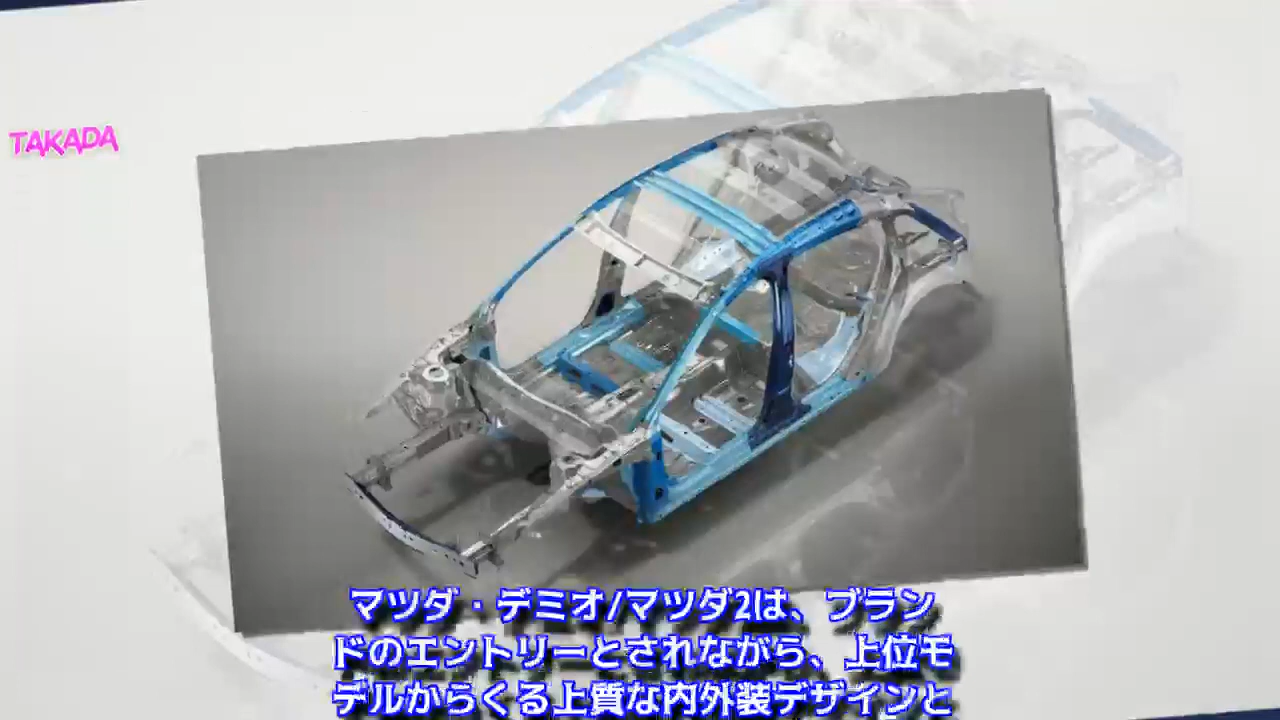 TAKADA
マツダ・デミオ/マツダ2は、ブラン
ドのエントリーとされながら、上位モ
デルからくる上質な内外装デザインと